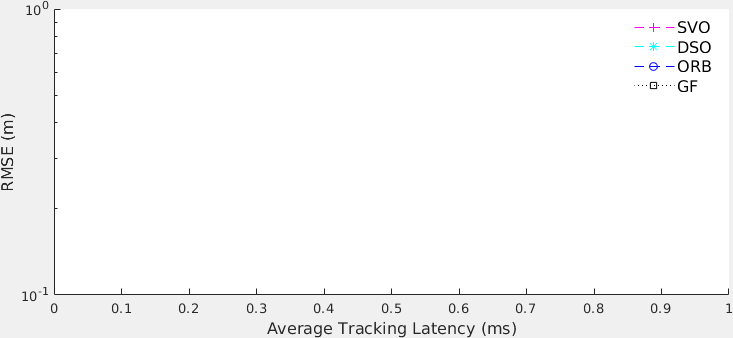 10^0
SVO
DSO
ORB
GF
RMSE (m)
10^-1
0 0.1 0.2 0.3 0.4 0.5 0.6 0.7 0.8 0.9 1
Average Tracking Latency (ms)